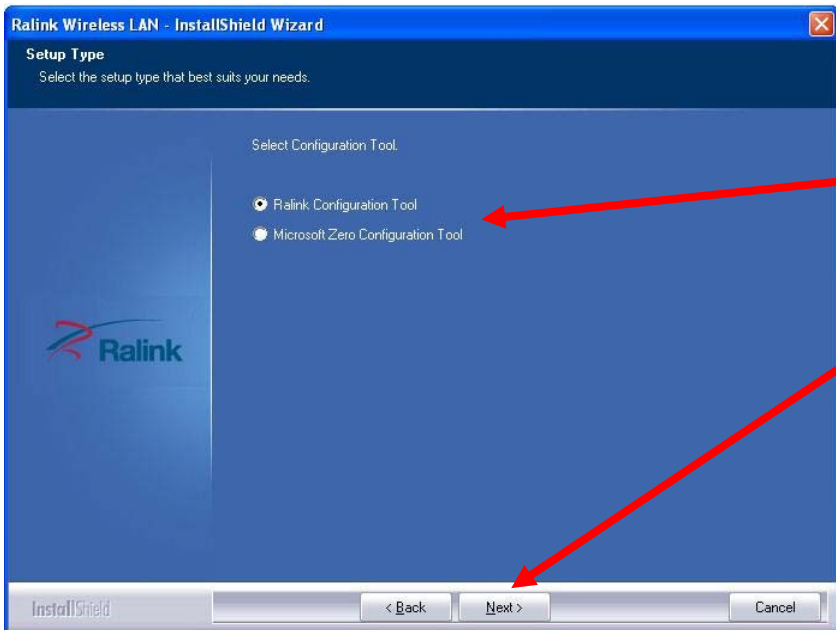 Ralink Wireless LAN - InstallShield Wizard
Setup Type
Select the setup type that best suits your needs.
Select Configuration Tool.
Ralink Configuration Tool
Microsoft Zero Configuration Tool
Ralink
InstallShield
< Back
Next >
Cancel